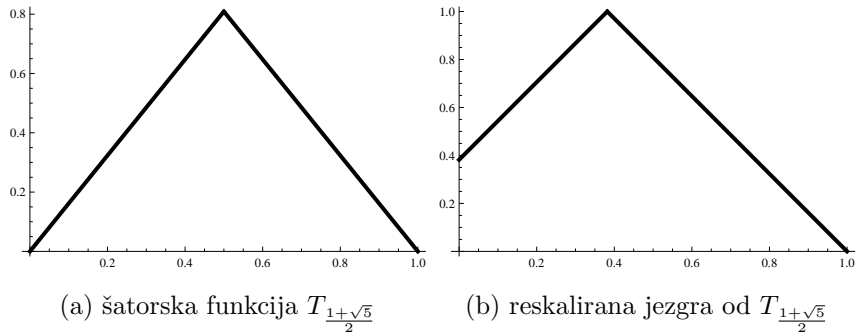 0.8
0.6
0.4
0.2
0.2 0.4 0.6 0.8 1.0
(a) šatorska funkcija $T_{\frac{1+\sqrt{5}}{2}}$
1.0
0.8
0.6
0.4
0.2
0.2 0.4 0.6 0.8 1.0
(b) reskalirana jezgra od $T_{\frac{1+\sqrt{5}}{2}}$